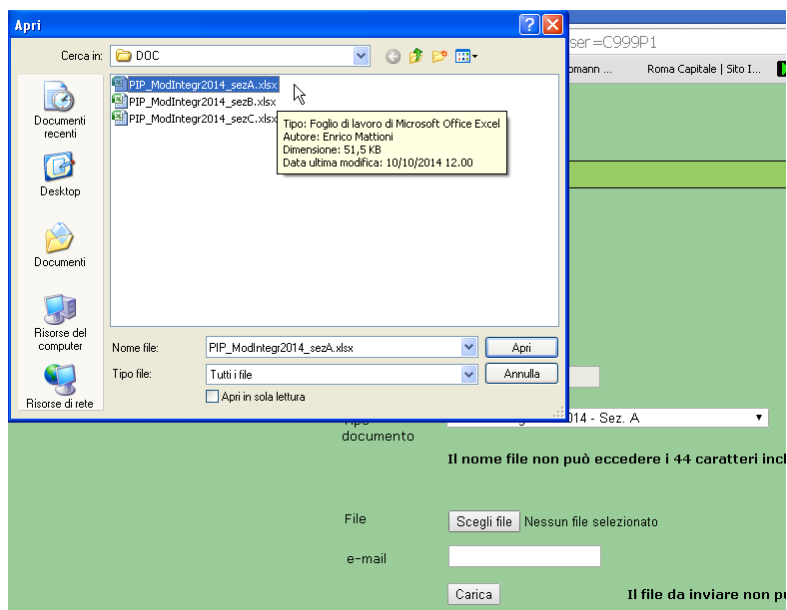 Apri
ser=C999P1
Cerca in:
DOC
omann ...
Roma Capitale | Sito I...
PIP_ModIntegr2014_sezA.xlsx
PIP_ModIntegr2014_sezB.xlsx
PIP_ModIntegr2014_sezC.xlsx
Tipo: Foglio di lavoro di Microsoft Office Excel
Autore: Enrico Mattioni
Dimensione: 51,5 KB
Data ultima modifica: 10/10/2014 12.00
Documenti
recenti
Desktop
Documenti
Risorse del
computer
Risorse di rete
Nome file:
PIP_ModIntegr2014_sezA.xlsx
Apri
Tipo file:
Tutti i file
Annulla
Apri in sola lettura
Tipo
documento
014 - Sez. A
Il nome file non può eccedere i 44 caratteri incl
File
Scegli file
Nessun file selezionato
e-mail
Carica
Il file da inviare non pu